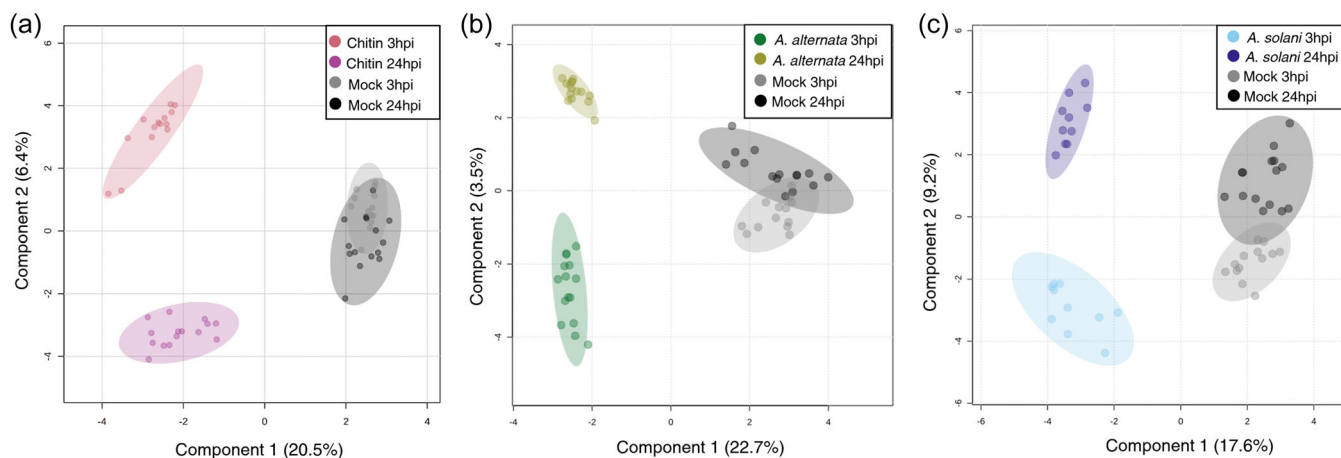 (a)
Chitin 3hpi
Chitin 24hpi
Mock 3hpi
Mock 24hpi
Component 2 (6.4%)
6
4
2
0
-2
-4
-4
-2
0
2
4
Component 1 (20.5%)
(b)
A. alternata 3hpi
A. alternata 24hpi
Mock 3hpi
Mock 24hpi
Component 2 (3.5%)
4
2
0
-2
-4
-4
-2
0
2
4
Component 1 (22.7%)
(c)
A. solani 3hpi
A. solani 24hpi
Mock 3hpi
Mock 24hpi
Component 2 (9.2%)
6
4
2
0
-2
-4
-6
-6
-4
-2
0
2
4
Component 1 (17.6%)